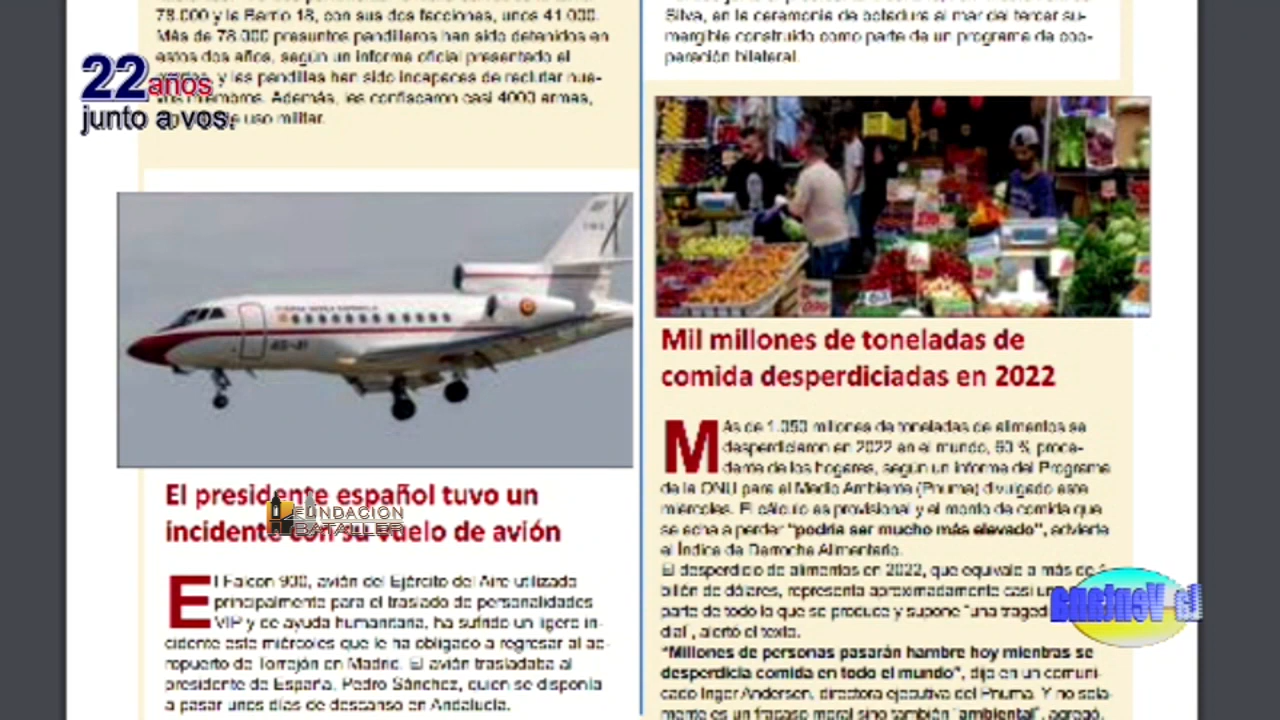 78.000 y la Barrio 18, con sus dos facciones, unos 41 000.
MÁs de 78 000 presuntos pandilleros han sido detenidos en
estos dos años, según un informe oficial presentado el
y las pandillas han sido incapaces de reclutar nue-
Además, les confiscaron casi 4000 armas,
de uso militar.
22 años
junto a vos.
El presidente español tuvo un
incidente con su vuelo de avión
FUNDACION
BATALLER
El Falcon 900, avión del Ejército del Aire utilizado
principalmente para el traslado de personalidades
VIP y de ayuda humanitaria, ha sufrido un ligero in-
cidente este miércoles que le ha obligado a regresar al ae-
ropuerto de Torrejón en Madrid. El avión trasladaba al
presidente de España, Pedro Sánchez, quien se disponía
a pasar unos días de descanso en Andalucía.
Silva, en la ceremonia de botadura al mar del tercer su-
mergible construido como parte de un programa de coo-
peración bilateral.
Mil millones de toneladas de
comida desperdiciadas en 2022
MÁs de 1.050 millones de toneladas de alimentos se
desperdicieron en 2022 en el mundo, 60 % proce-
dente de los hogares, según un informe del Programa
de la ONU para el Medio Ambiente (Pnuma) divulgado este
miércoles. El cálculo es provisional y el monto de comida que
se echa a perder "podría ser mucho más elevado", advierte
el Índice de Derroche Alimentario.
El desperdicio de alimentos en 2022, que equivale a más de
billón de dólares, representa aproximadamente casi un
parte de todo lo que se produce y supone "una traged
dial", alertó el texto.
"Millones de personas pasarán hambre hoy mientras se
desperdicia comida en todo el mundo", dijo en un comuni-
cado Inger Andersen, directora ejecutiva del Pnuma. Y no sola-
mente es un fracaso moral sino también "ambiental", agregó.
la Ventana